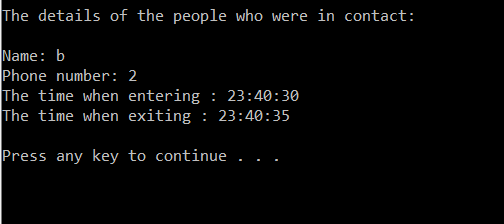 The details of the people who were in contact:
Name: b
Phone number: 2
The time when entering : 23:40:30
The time when exiting : 23:40:35
Press any key to continue . . .